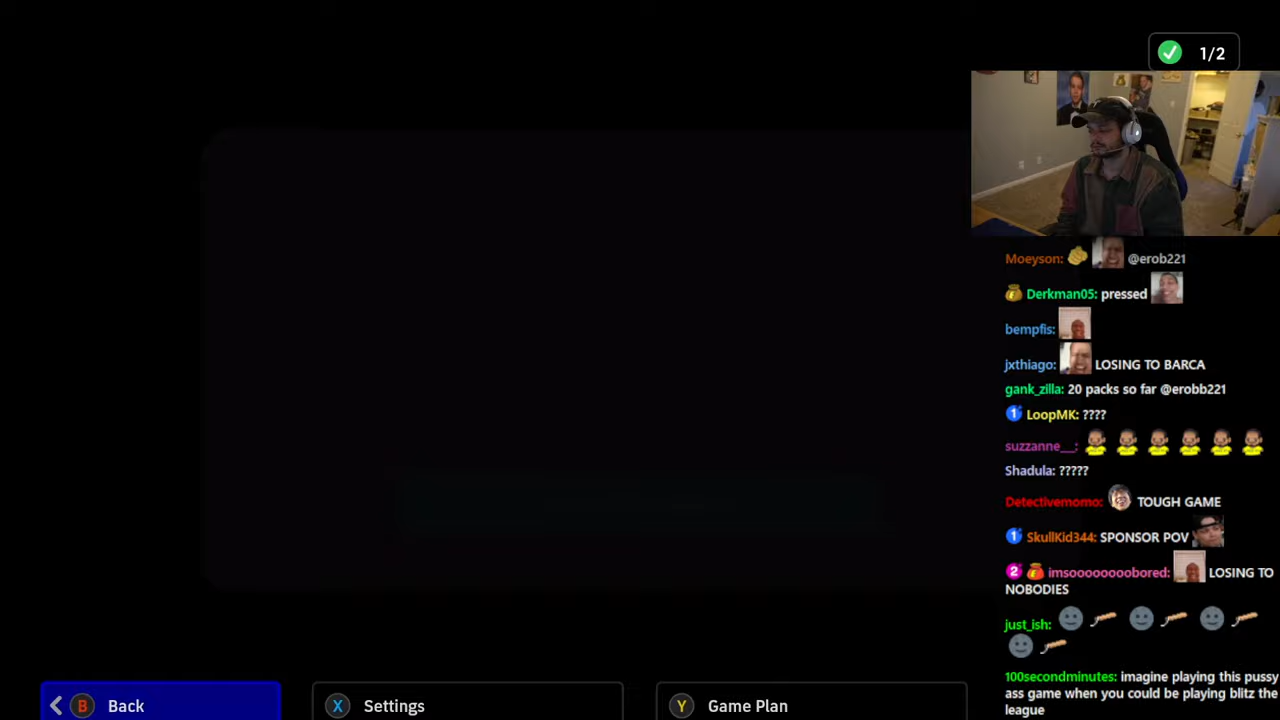 1/2
Moeyson: @erob221
Derkman05: pressed
bempfis:
jxthiago: LOSING TO BARCA
gank_zilla: 20 packs so far @erobb221
1 LoopMK: ????
suzzanne__:
Shadula: ?????
Detectivemomo: TOUGH GAME
1 SkullKid344: SPONSOR POV
2 imsoooooooobored: LOSING TO
NOBODIES
just_ish:
100secondminutes: imagine playing this pussy
ass game when you could be playing blitz the
league
B Back
X Settings
Y Game Plan